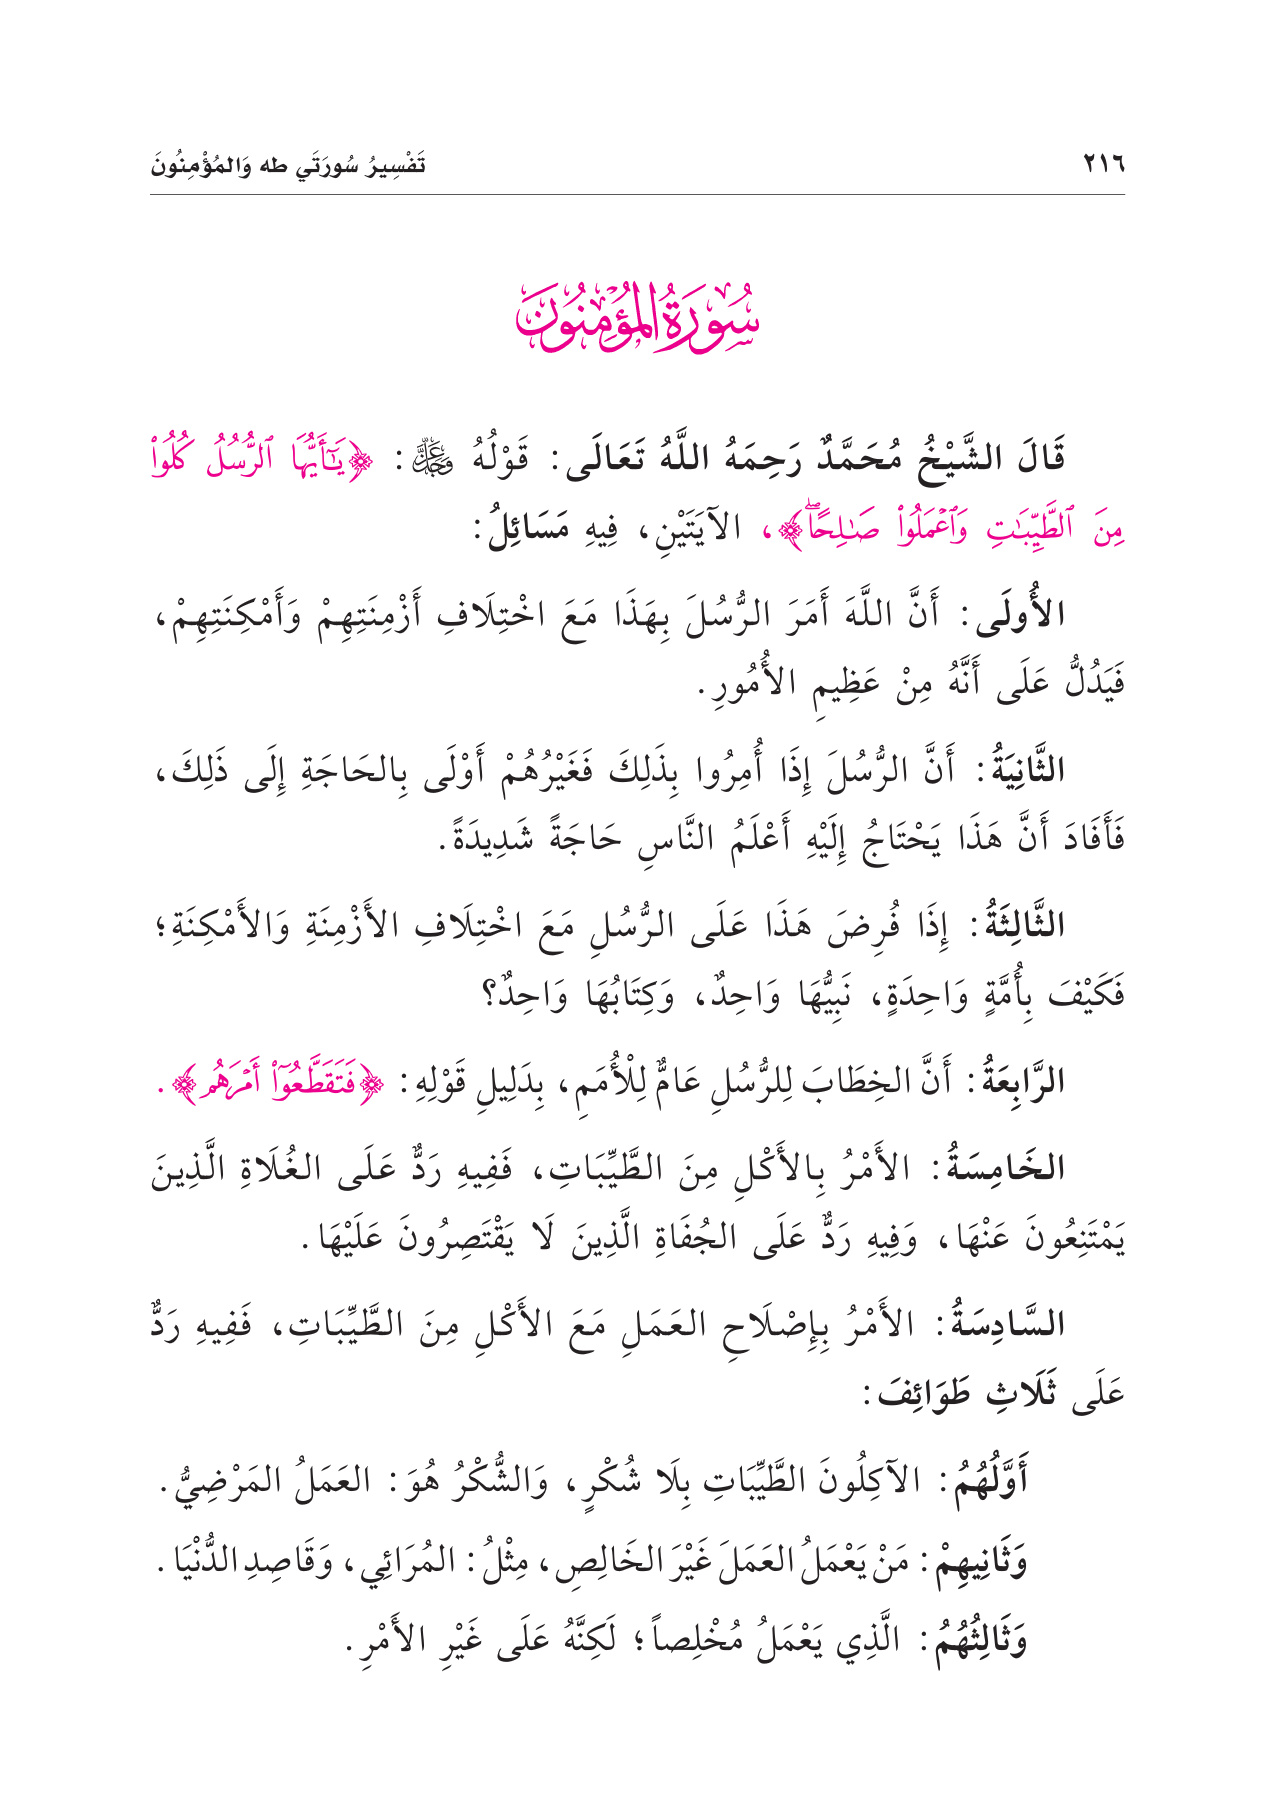 ٢١٦
تَفْسِيرُ سُورَتَي طه وَالمُؤْمِنُونَ
سُورَةُ المُؤْمِنُونَ
قَالَ الشَّيْخُ مُحَمَّدٌ رَحِمَهُ اللَّهُ تَعَالَى: قَوْلُهُ عَزَّ وَجَلَّ: ﴿يَٰٓأَيُّهَا ٱلرُّسُلُ كُلُوا۟
مِنَ ٱلطَّيِّبَٰتِ وَٱعْمَلُوا۟ صَٰلِحًاۖ﴾، الآيَتَيْنِ، فِيهِ مَسَائِلُ:
الأُولَى: أَنَّ اللَّهَ أَمَرَ الرُّسُلَ بِهَذَا مَعَ اخْتِلَافِ أَزْمِنَتِهِمْ وَأَمْكِنَتِهِمْ،
فَيَدُلُّ عَلَى أَنَّهُ مِنْ عَظِيمِ الأُمُورِ.
الثَّانِيَةُ: أَنَّ الرُّسُلَ إِذَا أُمِرُوا بِذَلِكَ فَغَيْرُهُمْ أَوْلَى بِالحَاجَةِ إِلَى ذَلِكَ،
فَأَفَادَ أَنَّ هَذَا يَحْتَاجُ إِلَيْهِ أَعْلَمُ النَّاسِ حَاجَةً شَدِيدَةً.
الثَّالِثَةُ: إِذَا فُرِضَ هَذَا عَلَى الرُّسُلِ مَعَ اخْتِلَافِ الأَزْمِنَةِ وَالأَمْكِنَةِ؛
فَكَيْفَ بِأُمَّةٍ وَاحِدَةٍ، نَبِيُّهَا وَاحِدٌ، وَكِتَابُهَا وَاحِدٌ؟
الرَّابِعَةُ: أَنَّ الخِطَابَ لِلرُّسُلِ عَامٌّ لِلْأُمَمِ، بِدَلِيلِ قَوْلِهِ: ﴿فَتَقَطَّعُوٓا۟ أَمْرَهُم﴾.
الخَامِسَةُ: الأَمْرُ بِالأَكْلِ مِنَ الطَّيِّبَاتِ، فَفِيهِ رَدٌّ عَلَى الغُلَاةِ الَّذِينَ
يَمْتَنِعُونَ عَنْهَا، وَفِيهِ رَدٌّ عَلَى الجُفَاةِ الَّذِينَ لَا يَقْتَصِرُونَ عَلَيْهَا.
السَّادِسَةُ: الأَمْرُ بِإِصْلَاحِ العَمَلِ مَعَ الأَكْلِ مِنَ الطَّيِّبَاتِ، فَفِيهِ رَدٌّ
عَلَى ثَلَاثِ طَوَائِفَ:
أَوَّلُهُمُ: الآكِلُونَ الطَّيِّبَاتِ بِلَا شُكْرٍ، وَالشُّكْرُ هُوَ: العَمَلُ المَرْضِيُّ.
وَثَانِيهِمْ: مَنْ يَعْمَلُ العَمَلَ غَيْرَ الخَالِصِ، مِثْلُ: المُرَائِي، وَقَاصِدِ الدُّنْيَا.
وَثَالِثُهُمُ: الَّذِي يَعْمَلُ مُخْلِصاً؛ لَكِنَّهُ عَلَى غَيْرِ الأَمْرِ.